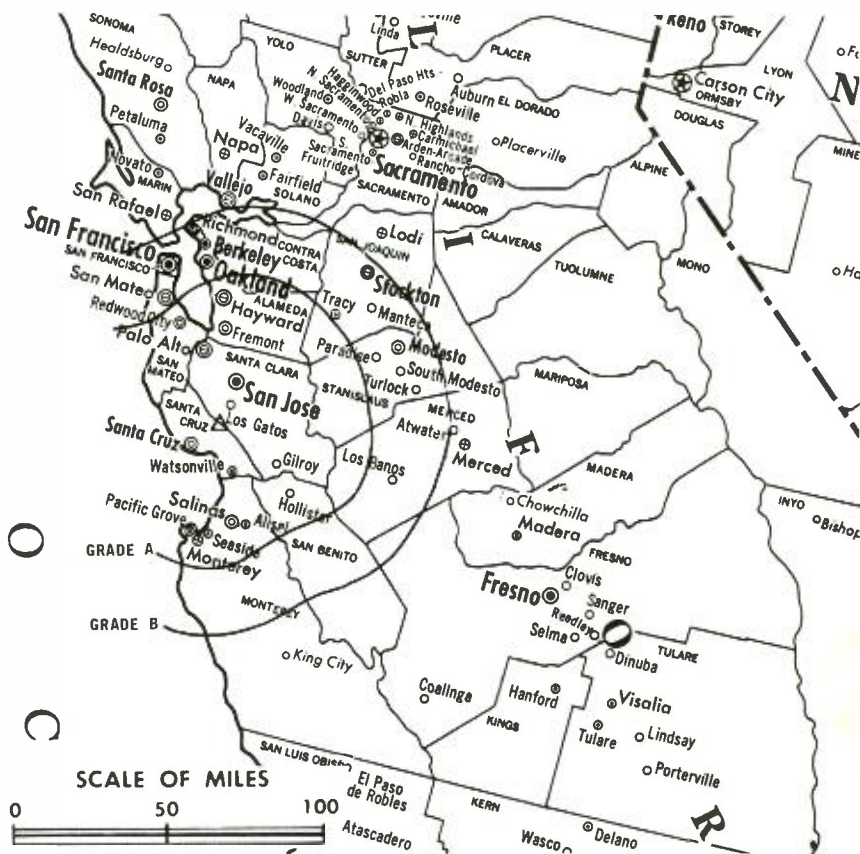 SONOMA
Healdsburg
Santa Rosa
Petaluma
Novato
MARIN
San Rafael
NAPA
Napa
Vallejo
YOLO
Woodland
W. Sacramento
Davis
Vacaville
Fairfield
SOLANO
Linda
SUTTER
L
PLACER
Reno
STOREY
LYON
N
Carson City
ORMSBY
DOUGLAS
MINE
ALPINE
Haginwood
N. Sacramento
Del Paso Hts
Robla
Roseville
Auburn
EL DORADO
N. Highlands
Carmichael
Arden-Arcade
Rancho Cordova
Placerville
S. Sacramento
Fruitridge
Sacramento
SACRAMENTO
AMADOR
San Francisco
SAN FRANCISCO
Richmond
Berkeley
Oakland
CONTRA
COSTA
SAN JOAQUIN
Lodi
I
CALAVERAS
TUOLUMNE
MONO
San Mateo
Redwood City
Palo Alto
SAN
MATEO
ALAMEDA
Hayward
Fremont
Tracy
Stockton
Manteca
Paradise
Modesto
South Modesto
Turlock
SANTA CLARA
San Jose
STANISLAUS
MERCED
Atwater
Merced
MARIPOSA
F
SANTA
CRUZ
Los Gatos
Santa Cruz
Watsonville
Gilroy
Los Banos
Hollister
MADERA
Chowchilla
Madera
INYO
Bishop
Pacific Grove
Salinas
Alisal
Seaside
Monterey
SAN BENITO
O
GRADE A
GRADE B
FRESNO
Fresno
Clovis
Sanger
Reedley
Selma
O
Dinuba
TULARE
MONTEREY
King City
Coalinga
Hanford
KINGS
Visalia
Tulare
Lindsay
Porterville
C
SAN LUIS OBISPO
El Paso
de Robles
Atascadero
KERN
Delano
Wasco
R
SCALE OF MILES
0 50 100